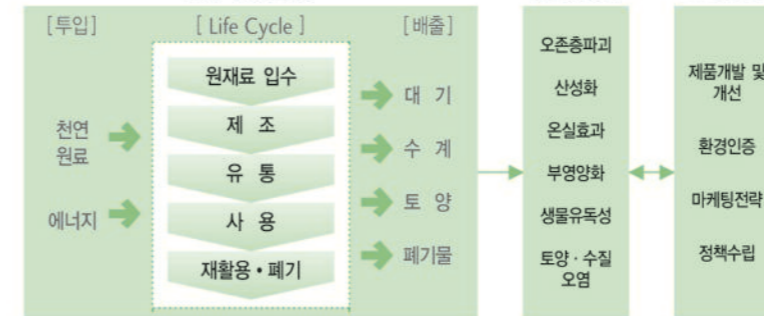 [투입]
[ Life Cycle ]
[배출]
천연
원료
에너지
원재료 입수
제 조
유 통
사 용
재활용 • 폐기
대 기
수 계
토 양
폐기물
오존층파괴
산성화
온실효과
부영양화
생물유독성
토양 · 수질
오염
제품개발 및
개선
환경인증
마케팅전략
정책수립